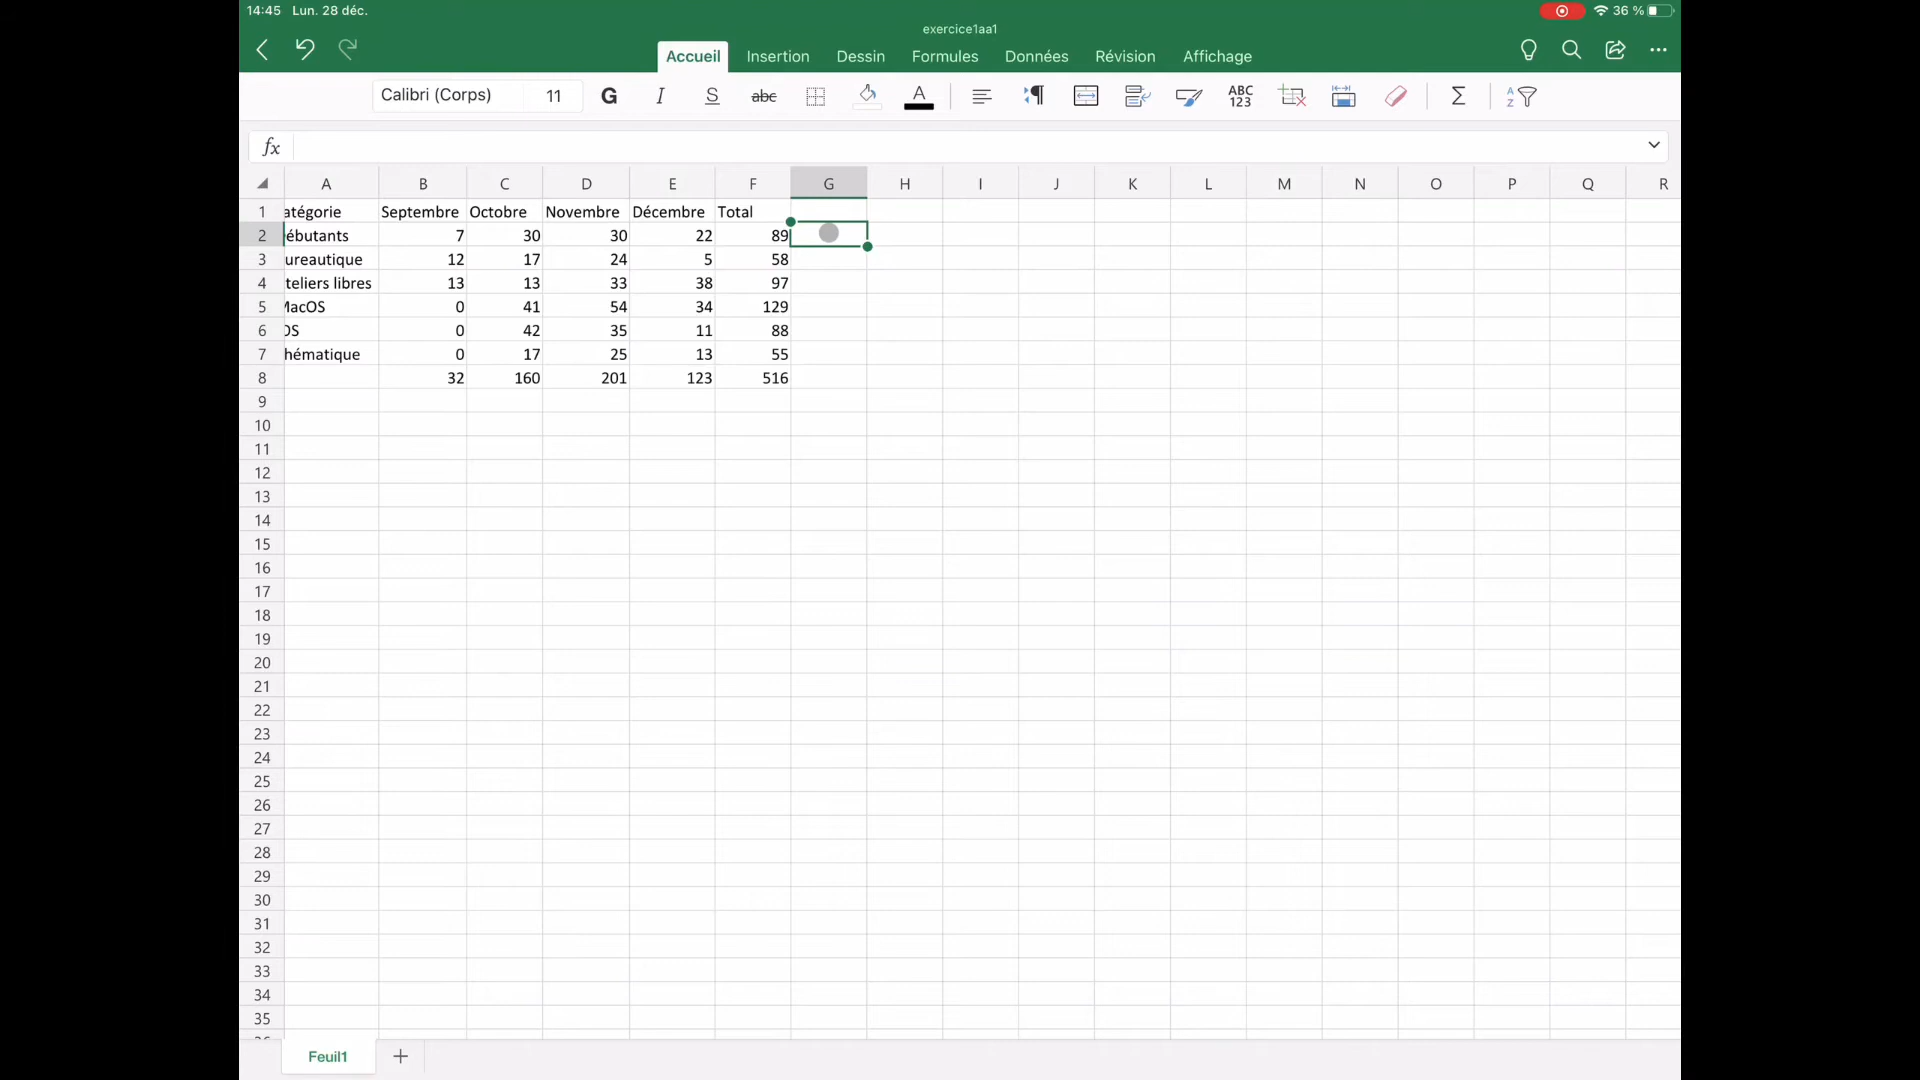 14:45 Lun. 28 déc. 36 %
exercice1aa1
Accueil Insertion Dessin Formules Données Révision Affichage
Calibri (Corps) 11 G I S abc A ABC 123 Σ A Z
fx
A B C D E F G H I J K L M N O P Q R
1 atégorie Septembre Octobre Novembre Décembre Total
2 ébutants 7 30 30 22 89
3 ureautique 12 17 24 5 58
4 teliers libres 13 13 33 38 97
5 MacOS 0 41 54 34 129
6 OS 0 42 35 11 88
7 hématique 0 17 25 13 55
8 32 160 201 123 516
9
10
11
12
13
14
15
16
17
18
19
20
21
22
23
24
25
26
27
28
29
30
31
32
33
34
35
Feuil1 +